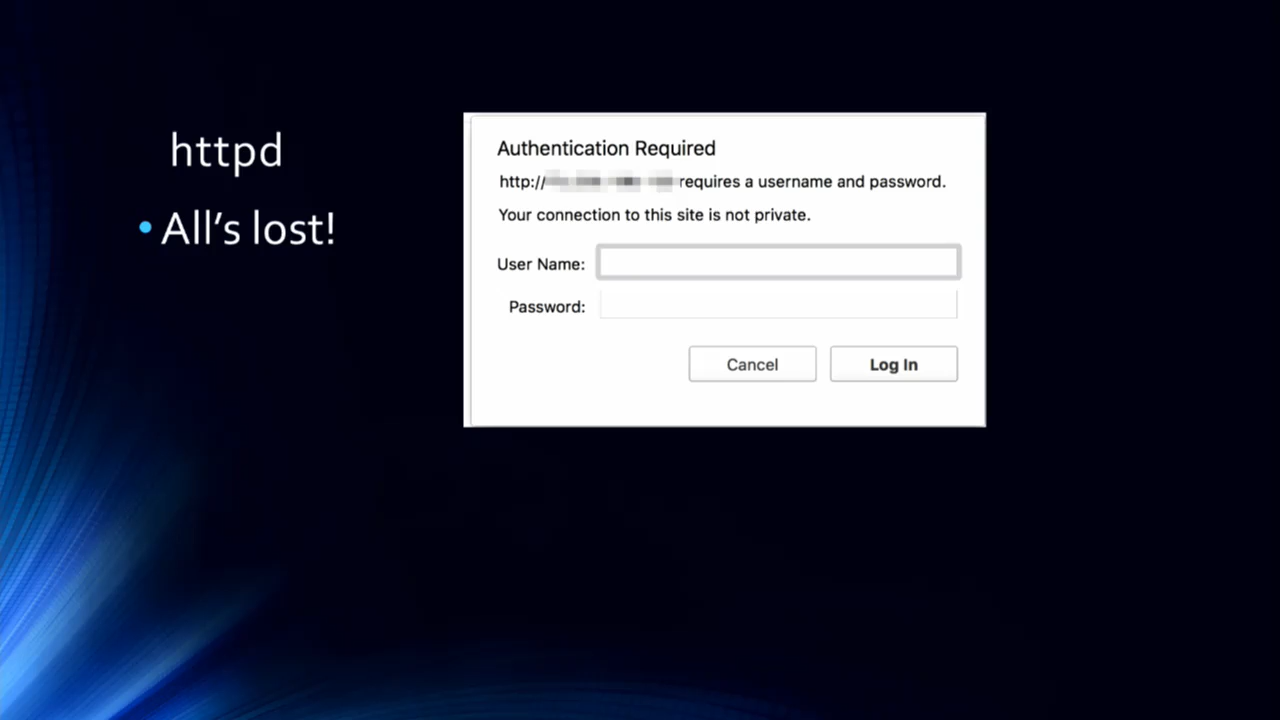 httpd
• All's lost!
Authentication Required
http:// requires a username and password.
Your connection to this site is not private.
User Name:
Password:
Cancel
Log In